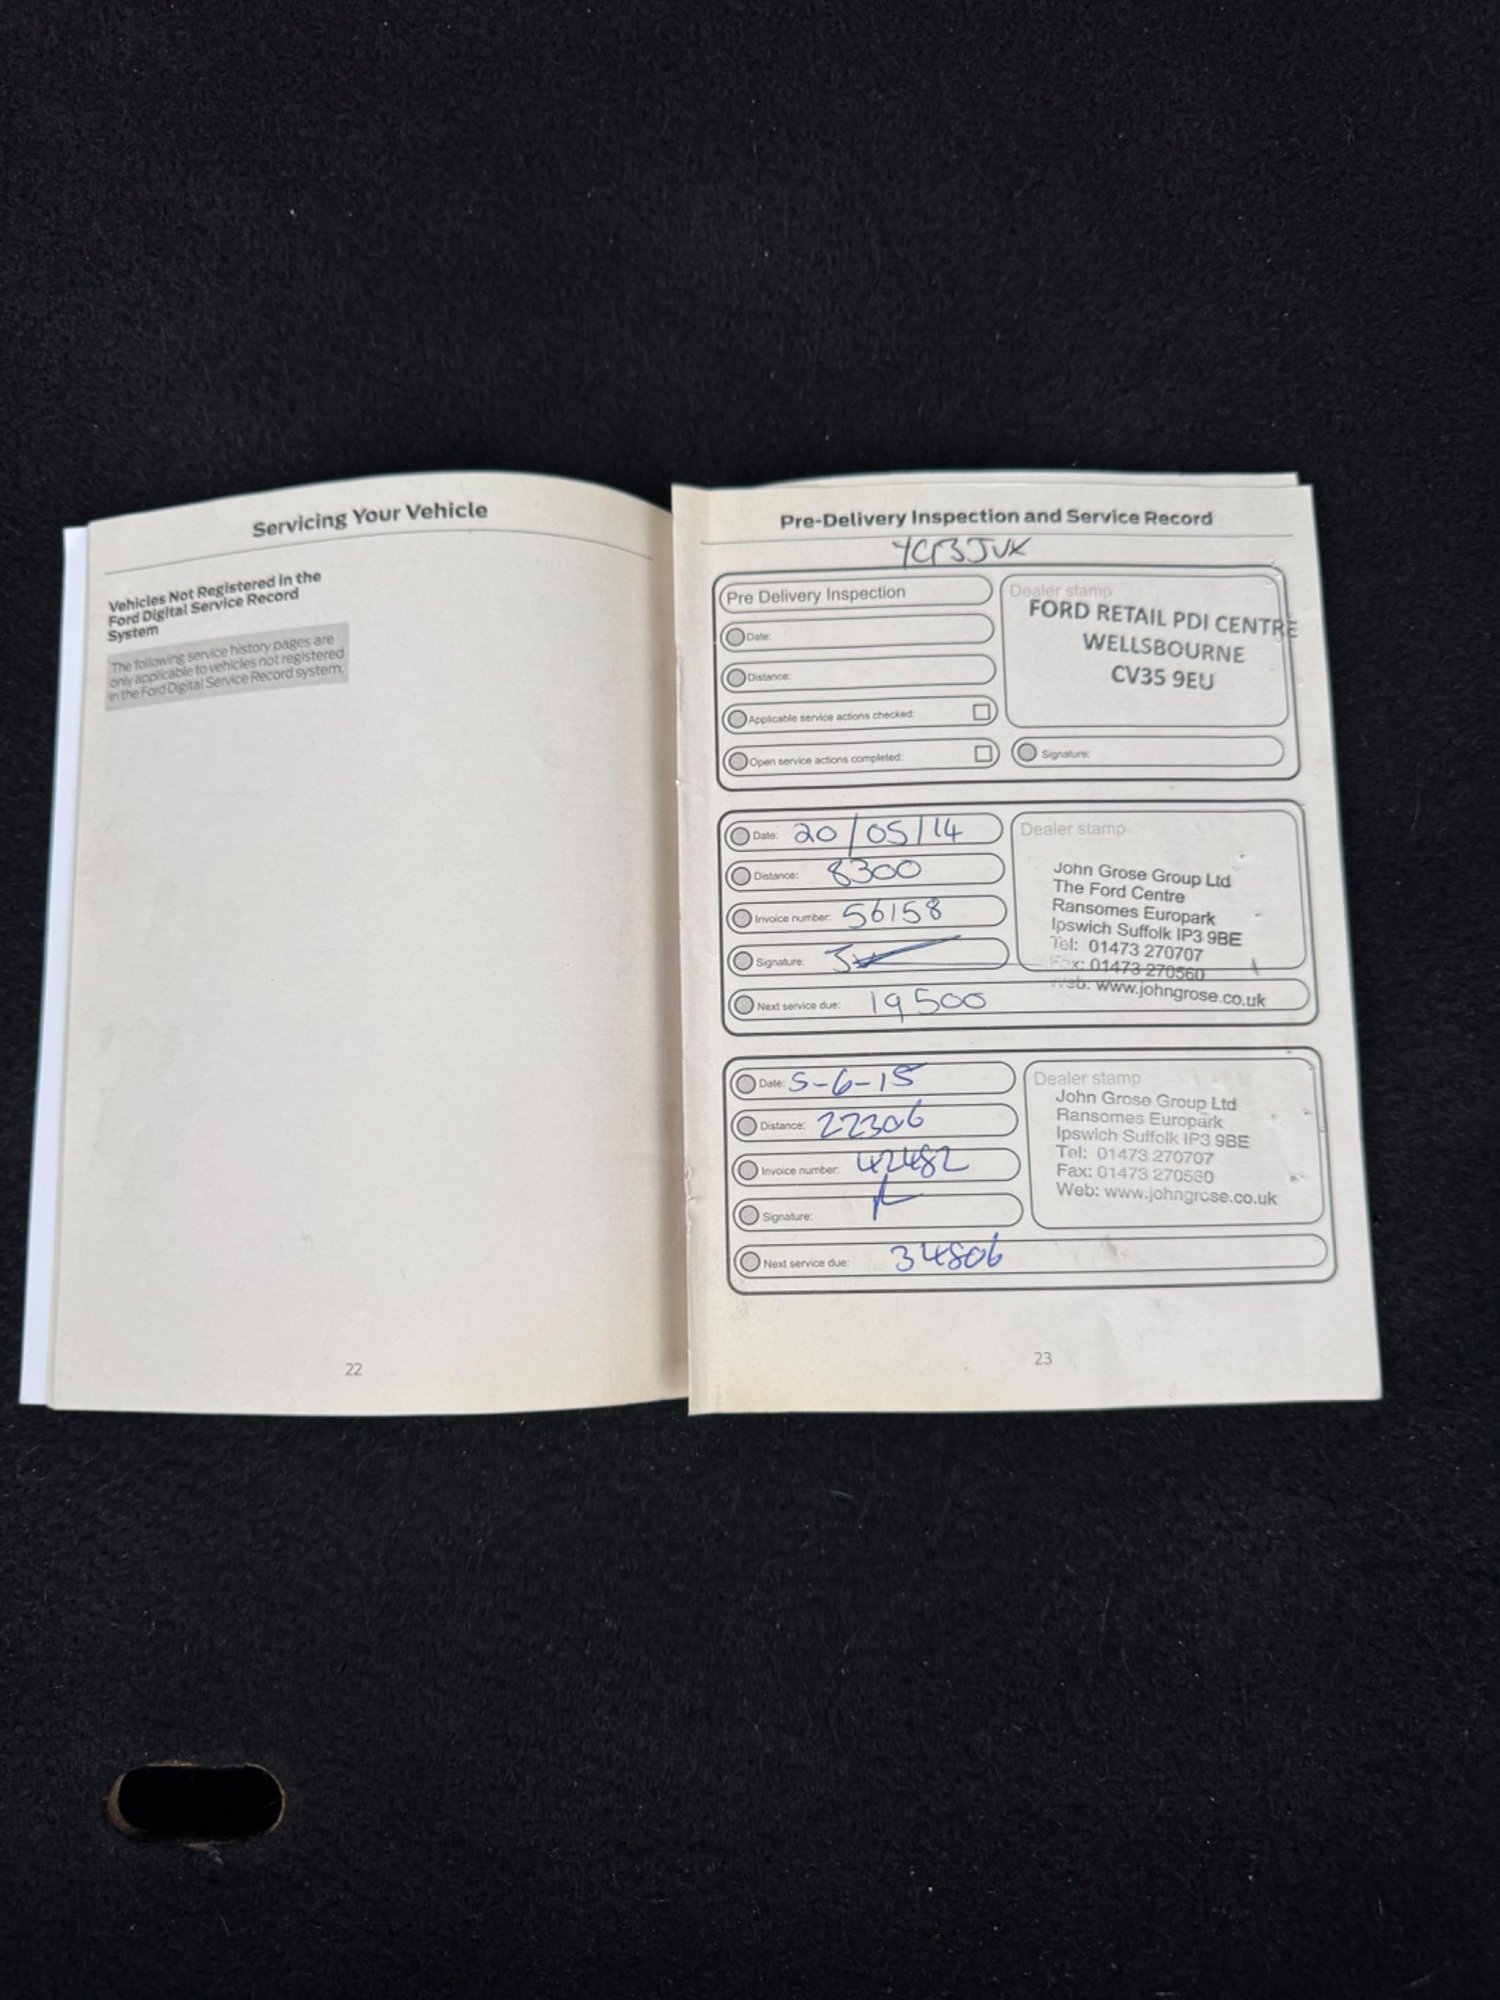 Servicing Your Vehicle
Vehicles Not Registered in the
Ford Digital Service Record
System
The following service history pages are
only applicable to vehicles not registered
in the Ford Digital Service Record system.
22
Pre-Delivery Inspection and Service Record
Pre Delivery Inspection
Date:
Distance:
Applicable service actions checked:
Open service actions completed:
Dealer stamp
FORD RETAIL PDI CENTRE
WELLSBOURNE
CV35 9EU
Signature:
Date: 20/05/14
Distance: 8300
Invoice number: 56158
Signature:
Next service due: 19500
Dealer stamp
John Grose Group Ltd
The Ford Centre
Ransomes Europark
Ipswich Suffolk IP3 9BE
Tel: 01473 270707
Fax: 01473 270560
Web: www.johngrose.co.uk
Date: 5-6-15
Distance: 22306
Invoice number: 42482
Signature:
Next service due: 34806
Dealer stamp
John Grose Group Ltd
Ransomes Europark
Ipswich Suffolk IP3 9BE
Tel: 01473 270707
Fax: 01473 270560
Web: www.johngrose.co.uk
23